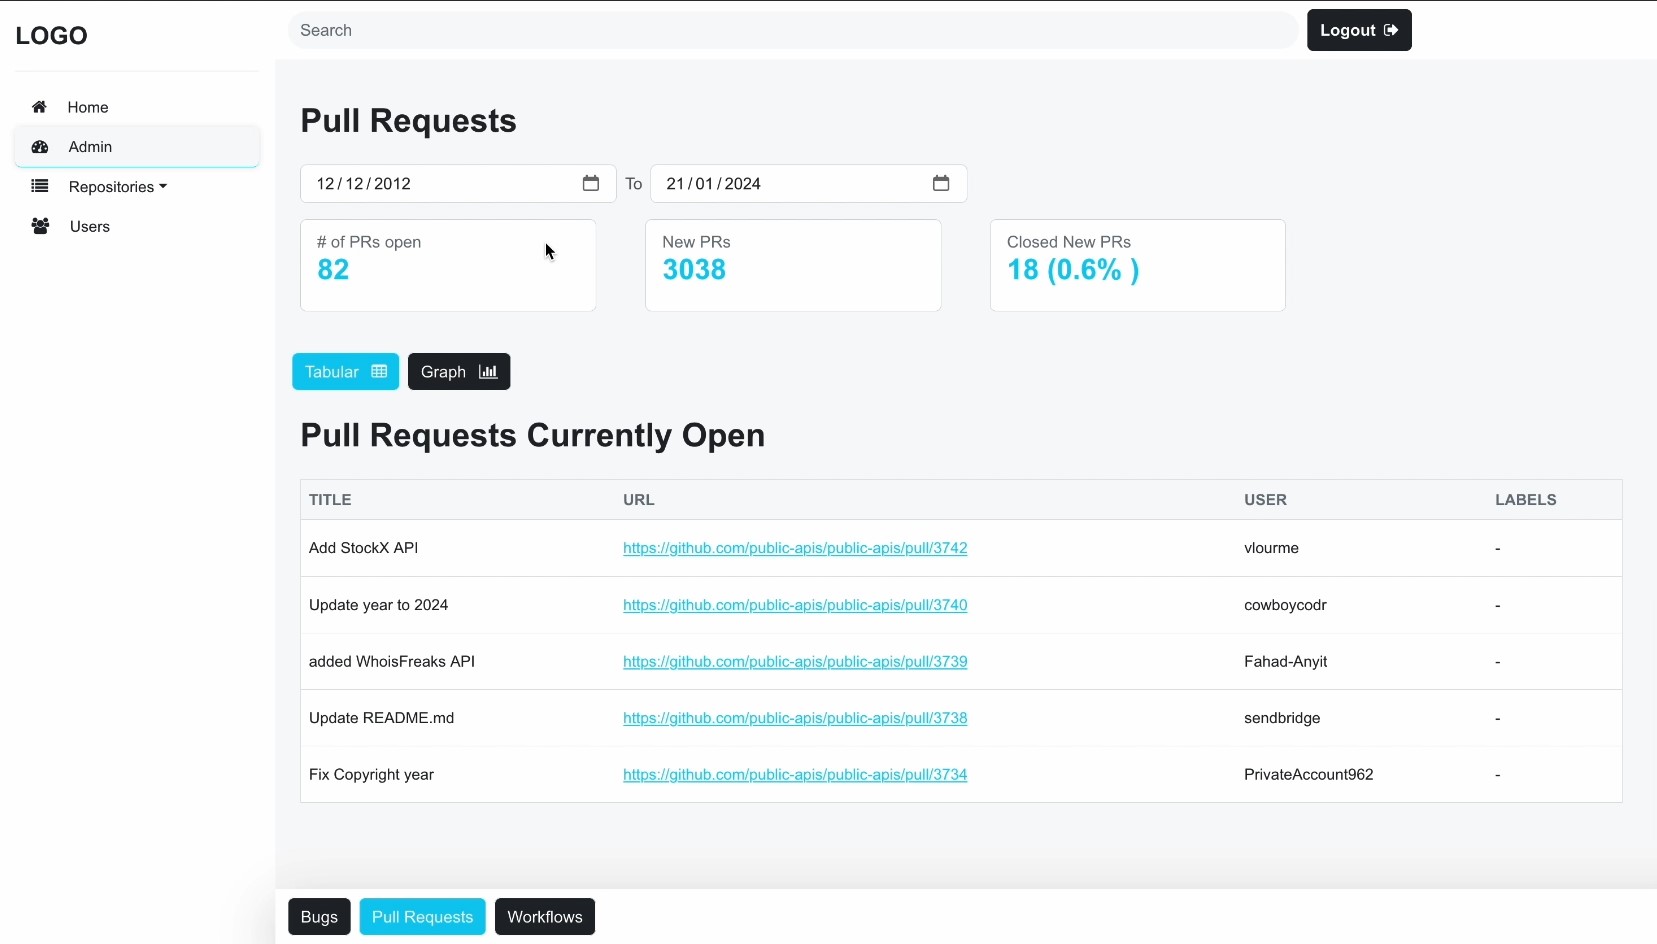 LOGO
Search
Logout
Home
Admin
Repositories
Users
Pull Requests
12/12/2012 To 21/01/2024
# of PRs open
82
New PRs
3038
Closed New PRs
18 (0.6% )
Tabular Graph
Pull Requests Currently Open
TITLE URL USER LABELS
Add StockX API https://github.com/public-apis/public-apis/pull/3742 vlourme -
Update year to 2024 https://github.com/public-apis/public-apis/pull/3740 cowboycodr -
added WhoisFreaks API https://github.com/public-apis/public-apis/pull/3739 Fahad-Anyit -
Update README.md https://github.com/public-apis/public-apis/pull/3738 sendbridge -
Fix Copyright year https://github.com/public-apis/public-apis/pull/3734 PrivateAccount962 -
Bugs Pull Requests Workflows